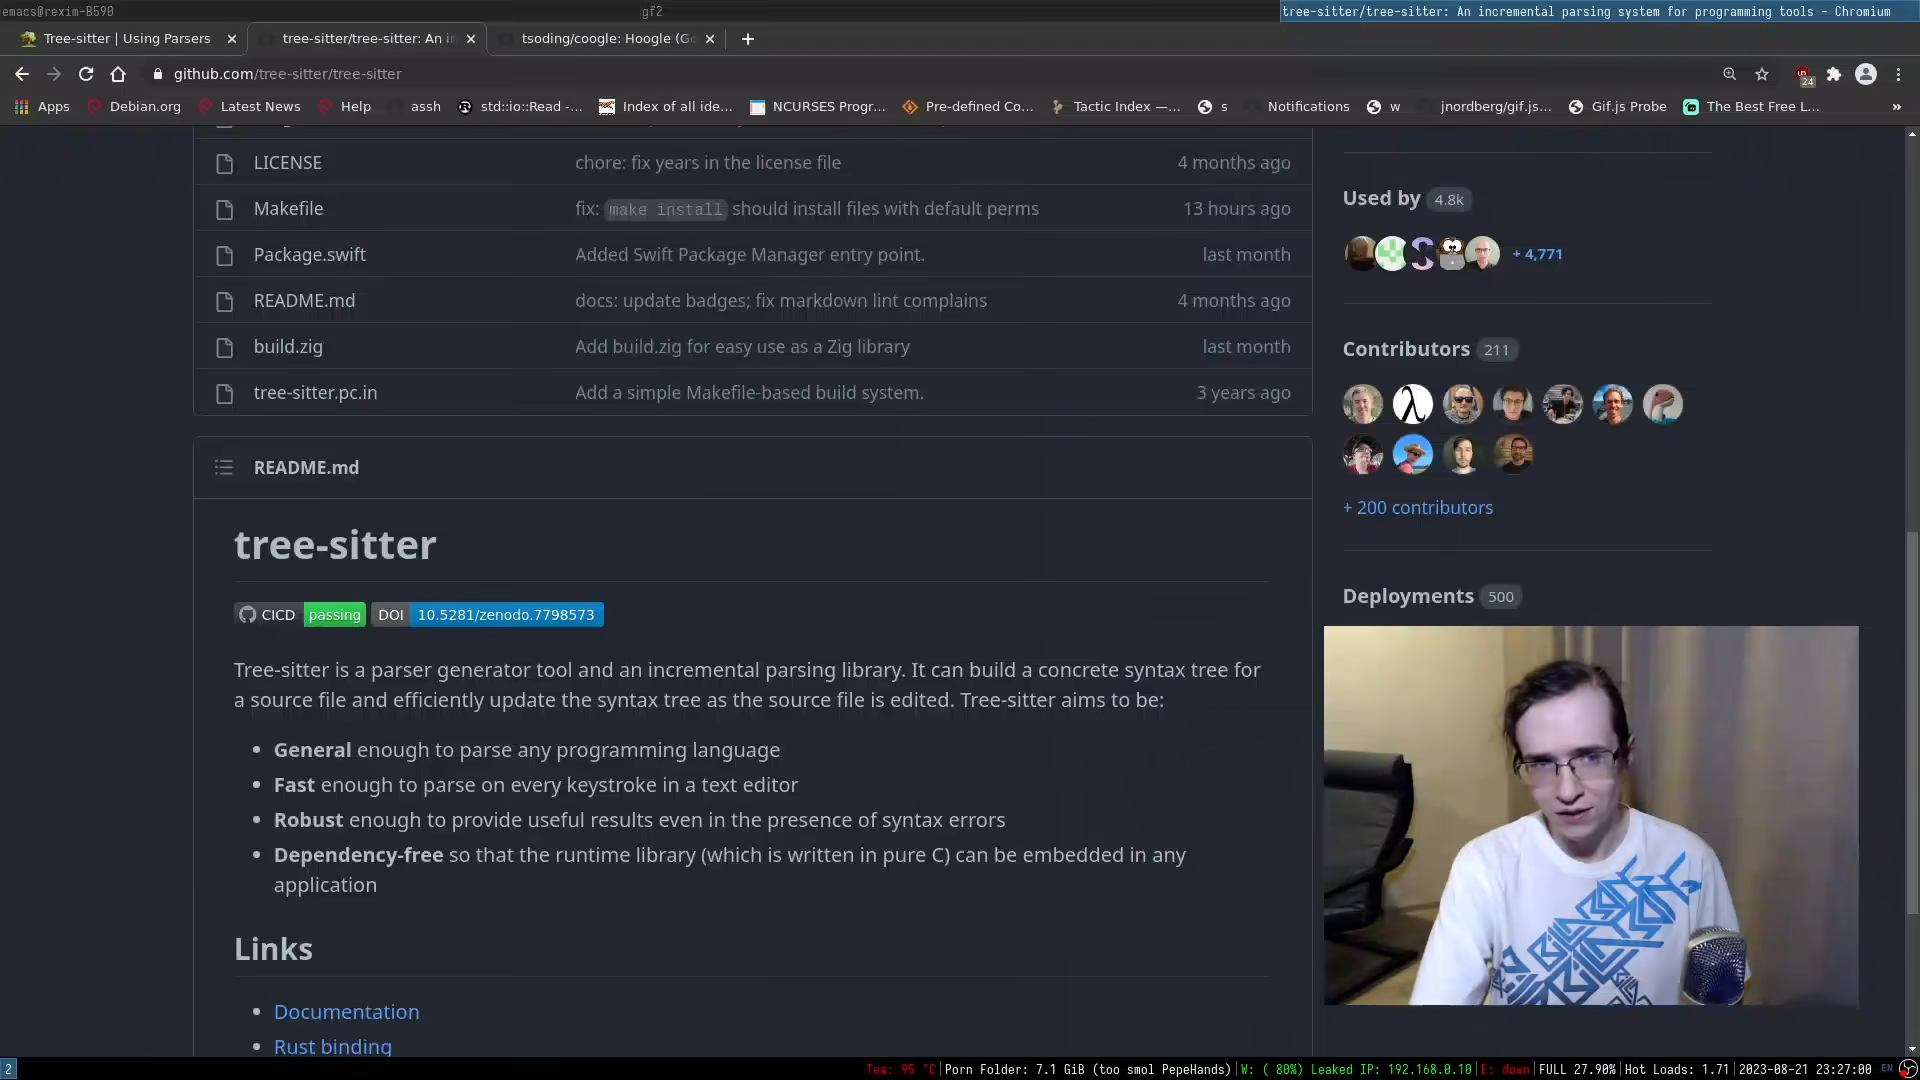 emacs@rexim-B590
gf2
tree-sitter/tree-sitter: An incremental parsing system for programming tools - Chromium
Tree-sitter | Using Parsers
tree-sitter/tree-sitter: An in
tsoding/coogle: Hoogle (Go
github.com/tree-sitter/tree-sitter
24
Apps
Debian.org
Latest News
Help
assh
std::io::Read -...
Index of all ide...
NCURSES Progr...
Pre-defined Co...
Tactic Index —...
s
Notifications
w
jnordberg/gif.js...
Gif.js Probe
The Best Free L...
»
LICENSE
chore: fix years in the license file
4 months ago
Makefile
fix: make install should install files with default perms
13 hours ago
Package.swift
Added Swift Package Manager entry point.
last month
README.md
docs: update badges; fix markdown lint complains
4 months ago
build.zig
Add build.zig for easy use as a Zig library
last month
tree-sitter.pc.in
Add a simple Makefile-based build system.
3 years ago
README.md
tree-sitter
CICD passing DOI 10.5281/zenodo.7798573
Tree-sitter is a parser generator tool and an incremental parsing library. It can build a concrete syntax tree for
a source file and efficiently update the syntax tree as the source file is edited. Tree-sitter aims to be:
• General enough to parse any programming language
• Fast enough to parse on every keystroke in a text editor
• Robust enough to provide useful results even in the presence of syntax errors
• Dependency-free so that the runtime library (which is written in pure C) can be embedded in any
application
Links
• Documentation
• Rust binding
Used by 4.8k
+ 4,771
Contributors 211
+ 200 contributors
Deployments 500
2
Tea: 95 °C|Porn Folder: 7.1 GiB (too smol PepeHands)|W: ( 80%) Leaked IP: 192.168.0.10|E: down|FULL 27.90%|Hot Loads: 1.71|2023-08-21 23:27:00
EN